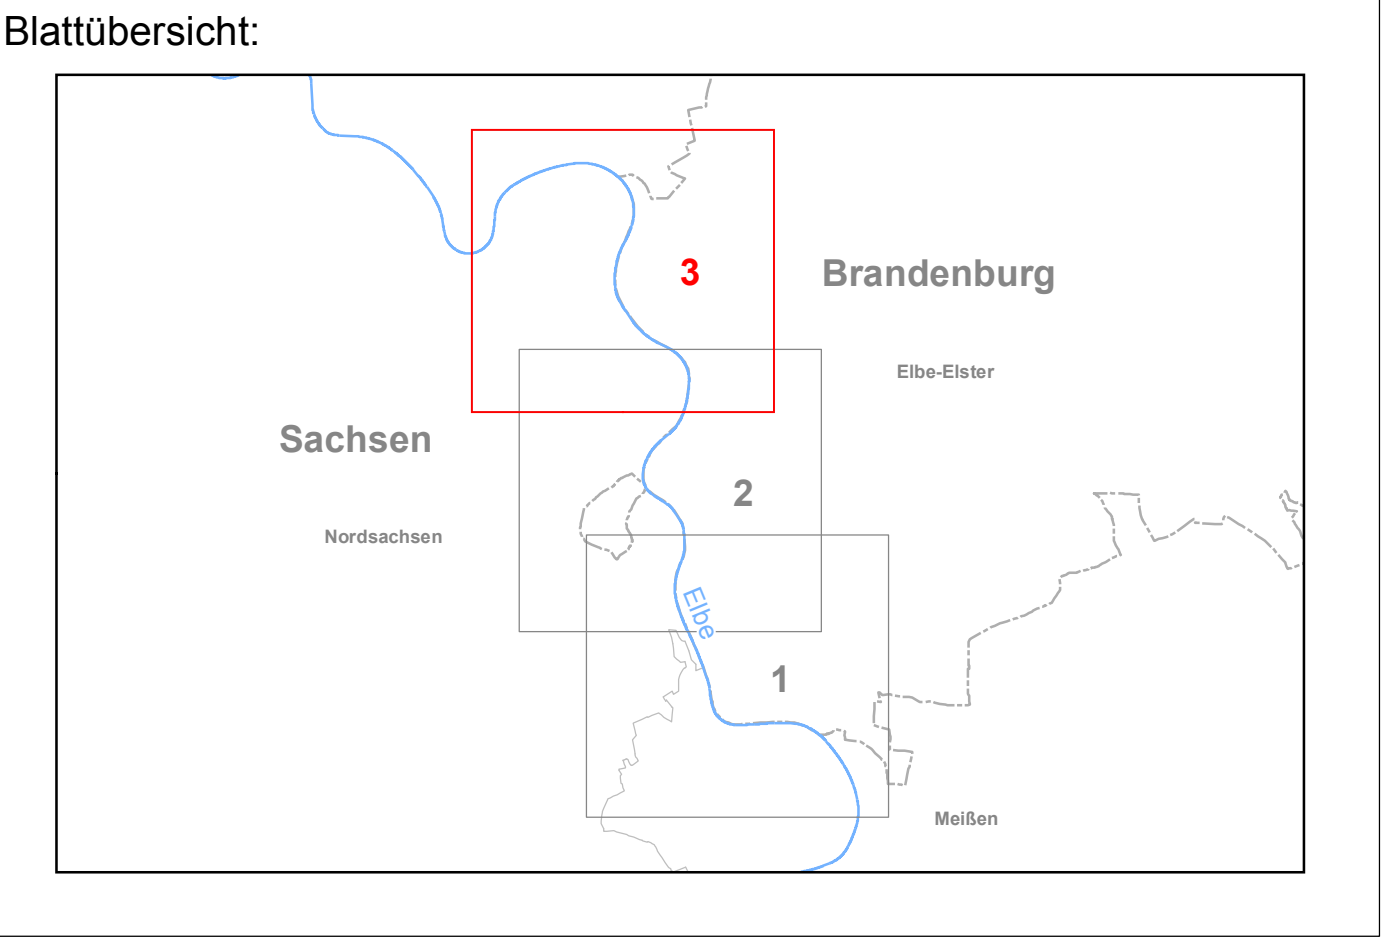 Blattübersicht:
3
Brandenburg
Elbe-Elster
Sachsen
2
Nordsachsen
Elbe
1
Meißen